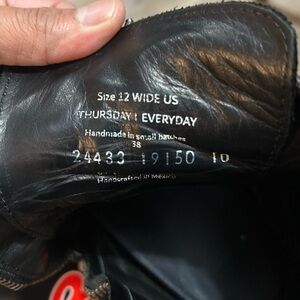 Size 12 WIDE US
THURSDAY | EVERYDAY
Handmade in small batches
38
24433 19150 10
Handcrafted in Mexico